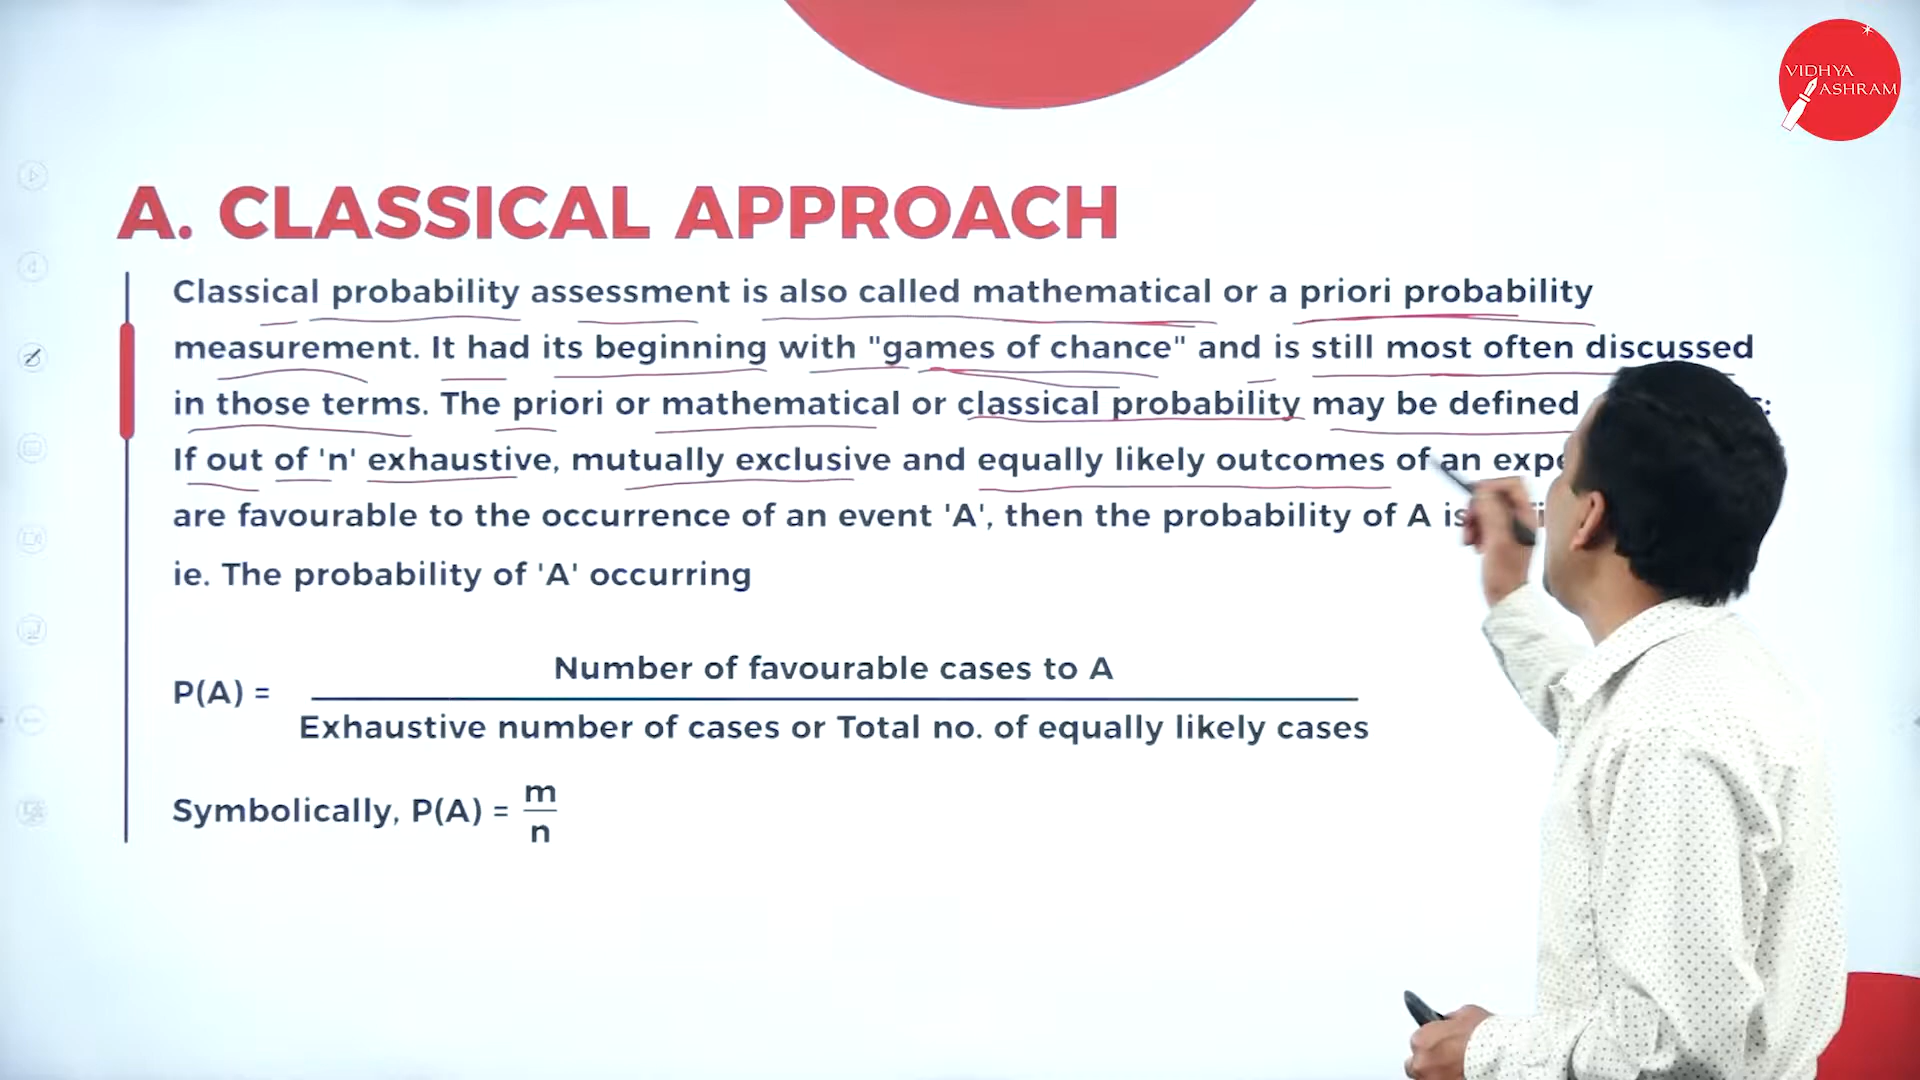 VIDHYA
ASHRAM
A. CLASSICAL APPROACH
Classical probability assessment is also called mathematical or a priori probability
measurement. It had its beginning with "games of chance" and is still most often discussed
in those terms. The priori or mathematical or classical probability may be defined
If out of 'n' exhaustive, mutually exclusive and equally likely outcomes of an
are favourable to the occurrence of an event 'A', then the probability of A is
ie. The probability of 'A' occurring
P(A) =
Number of favourable cases to A
Exhaustive number of cases or Total no. of equally likely cases
Symbolically, P(A) = m
n